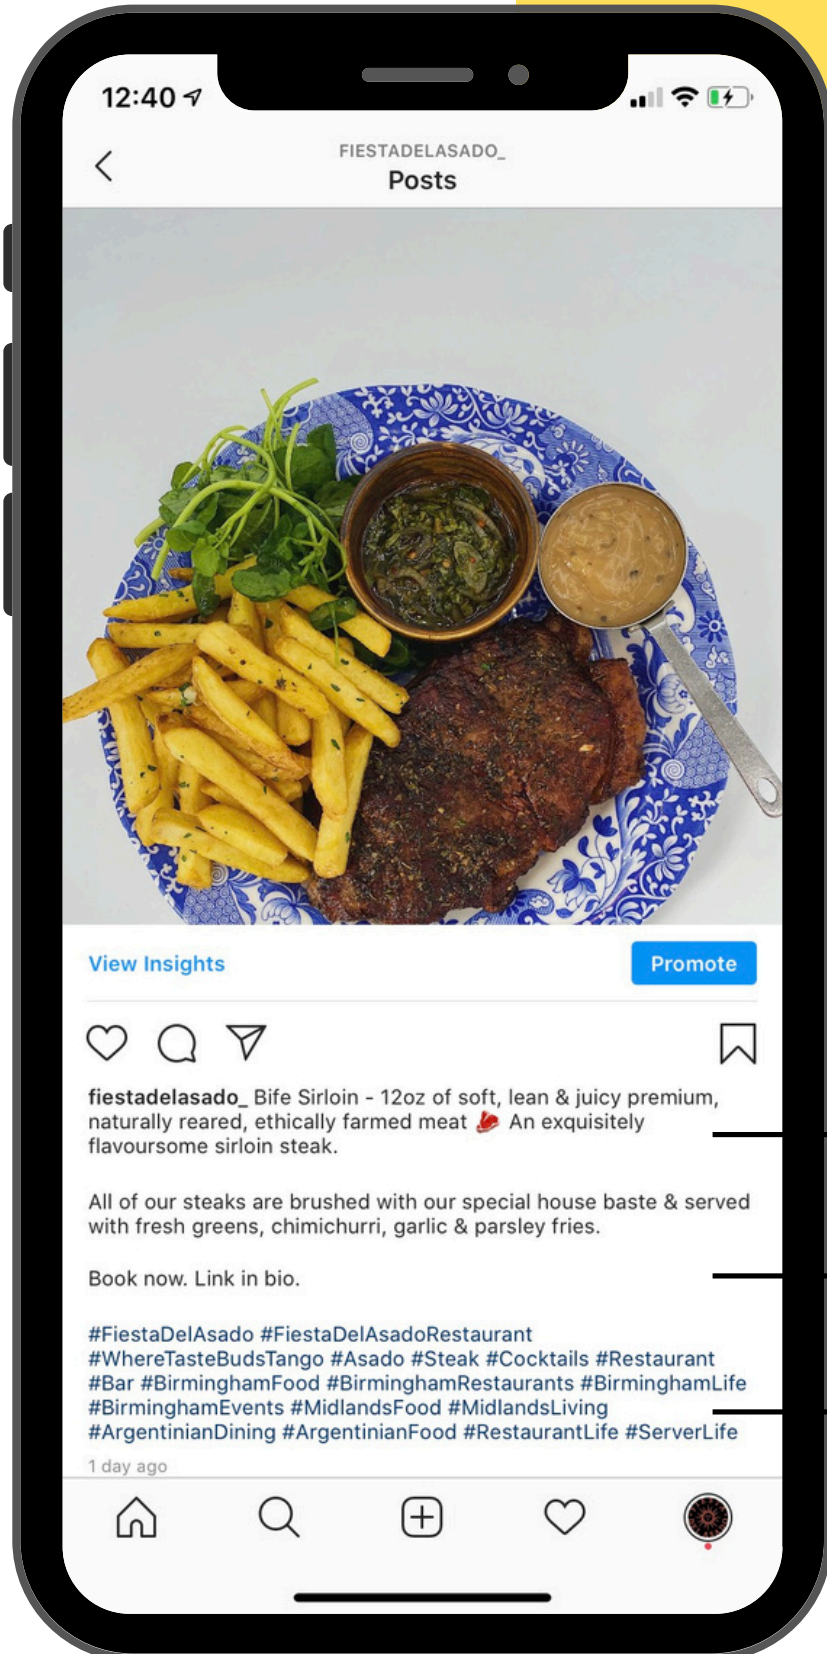 12:40
FIESTADELASADO_
Posts
View Insights
Promote
fiestadelasado_ Bife Sirloin - 12oz of soft, lean & juicy premium,
naturally reared, ethically farmed meat 🥩 An exquisitely
flavoursome sirloin steak.
All of our steaks are brushed with our special house baste & served
with fresh greens, chimichurri, garlic & parsley fries.
Book now. Link in bio.
#FiestaDelAsado #FiestaDelAsadoRestaurant
#WhereTasteBudsTango #Asado #Steak #Cocktails #Restaurant
#Bar #BirminghamFood #BirminghamRestaurants #BirminghamLife
#BirminghamEvents #MidlandsFood #MidlandsLiving
#ArgentinianDining #ArgentinianFood #RestaurantLife #ServerLife
1 day ago